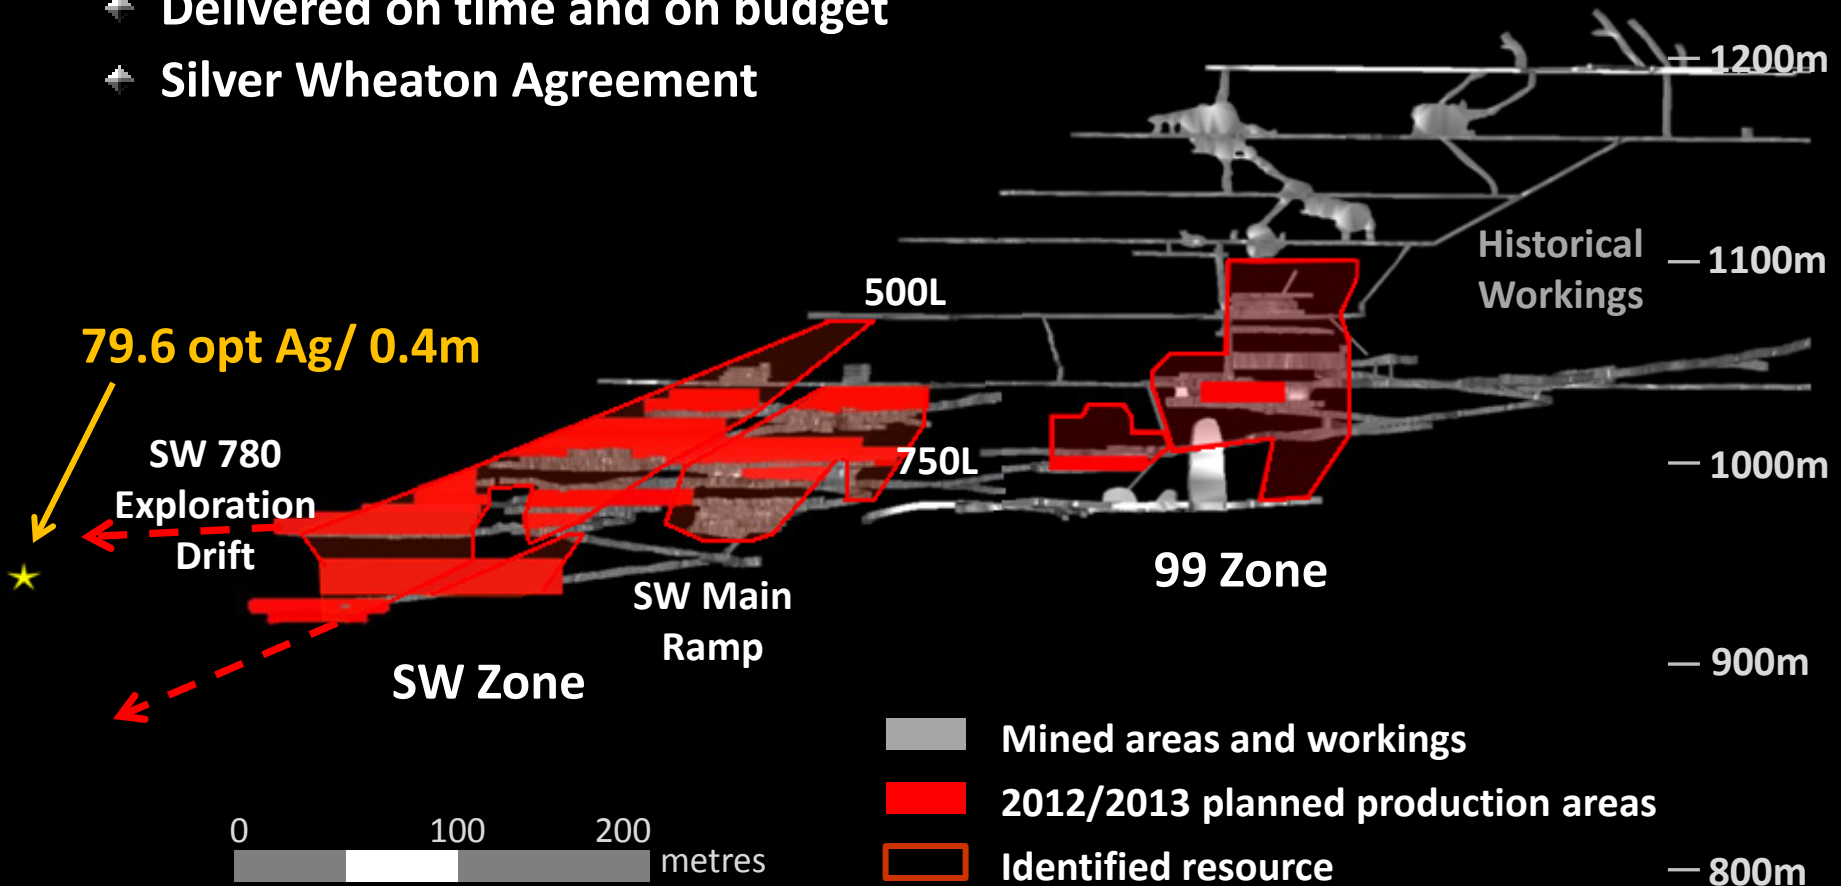 Delivered on time and on budget
Silver Wheaton Agreement
1200m
Historical
Workings
1100m
500L
79.6 opt Ag/ 0.4m
SW 780
Exploration
Drift
750L
1000m
99 Zone
SW Main
Ramp
SW Zone
900m
Mined areas and workings
2012/2013 planned production areas
Identified resource
0 100 200
metres
800m